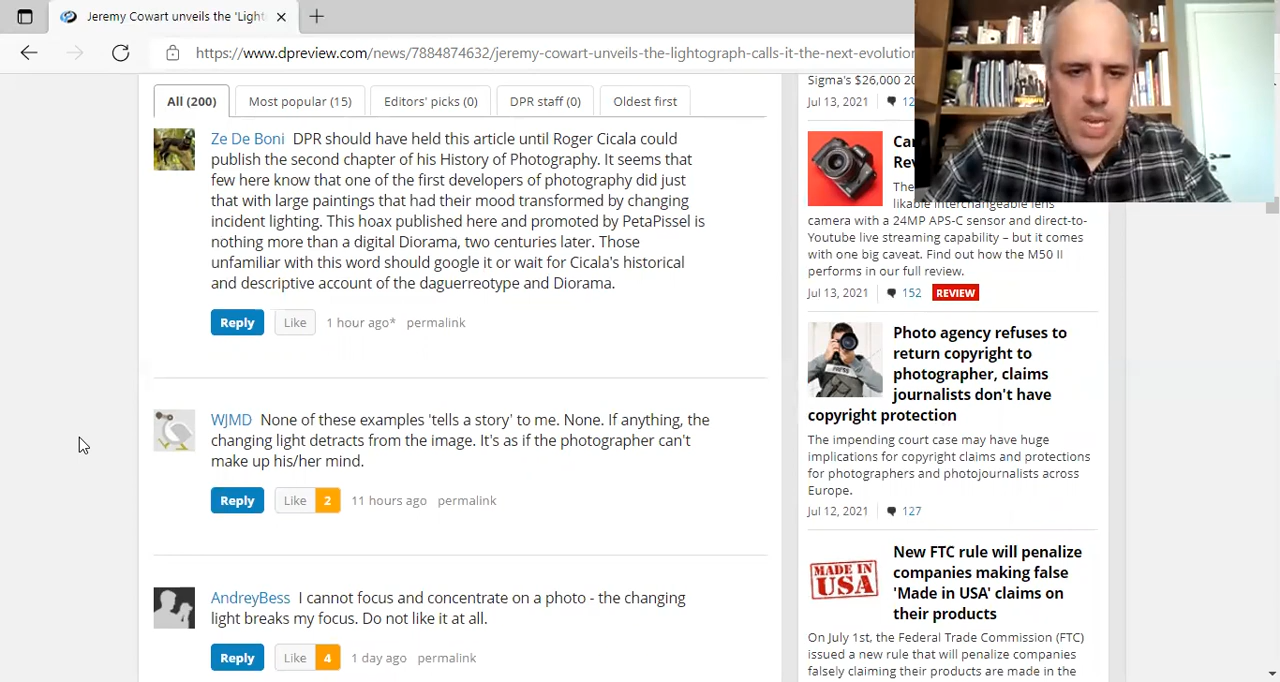 Jeremy Cowart unveils the 'Light
https://www.dpreview.com/news/7884874632/jeremy-cowart-unveils-the-lightograph-calls-it-the-next-evolution
All (200)
Most popular (15)
Editors' picks (0)
DPR staff (0)
Oldest first
Ze De Boni DPR should have held this article until Roger Cicala could
publish the second chapter of his History of Photography. It seems that
few here know that one of the first developers of photography did just
that with large paintings that had their mood transformed by changing
incident lighting. This hoax published here and promoted by PetaPissel is
nothing more than a digital Diorama, two centuries later. Those
unfamiliar with this word should google it or wait for Cicala's historical
and descriptive account of the daguerreotype and Diorama.
Reply Like 1 hour ago* permalink
WJMD None of these examples 'tells a story' to me. None. If anything, the
changing light detracts from the image. It's as if the photographer can't
make up his/her mind.
Reply Like 2 11 hours ago permalink
AndreyBess I cannot focus and concentrate on a photo - the changing
light breaks my focus. Do not like it at all.
Reply Like 4 1 day ago permalink
Sigma's $26,000 20
Jul 13, 2021 12
Can
Rev
The
likable interchangeable lens
camera with a 24MP APS-C sensor and direct-to-
Youtube live streaming capability – but it comes
with one big caveat. Find out how the M50 II
performs in our full review.
Jul 13, 2021 152 REVIEW
PRESS
Photo agency refuses to
return copyright to
photographer, claims
journalists don't have
copyright protection
The impending court case may have huge
implications for copyright claims and protections
for photographers and photojournalists across
Europe.
Jul 12, 2021 127
MADE IN
USA
New FTC rule will penalize
companies making false
'Made in USA' claims on
their products
On July 1st, the Federal Trade Commission (FTC)
issued a new rule that will penalize companies
falsely claiming their products are made in the